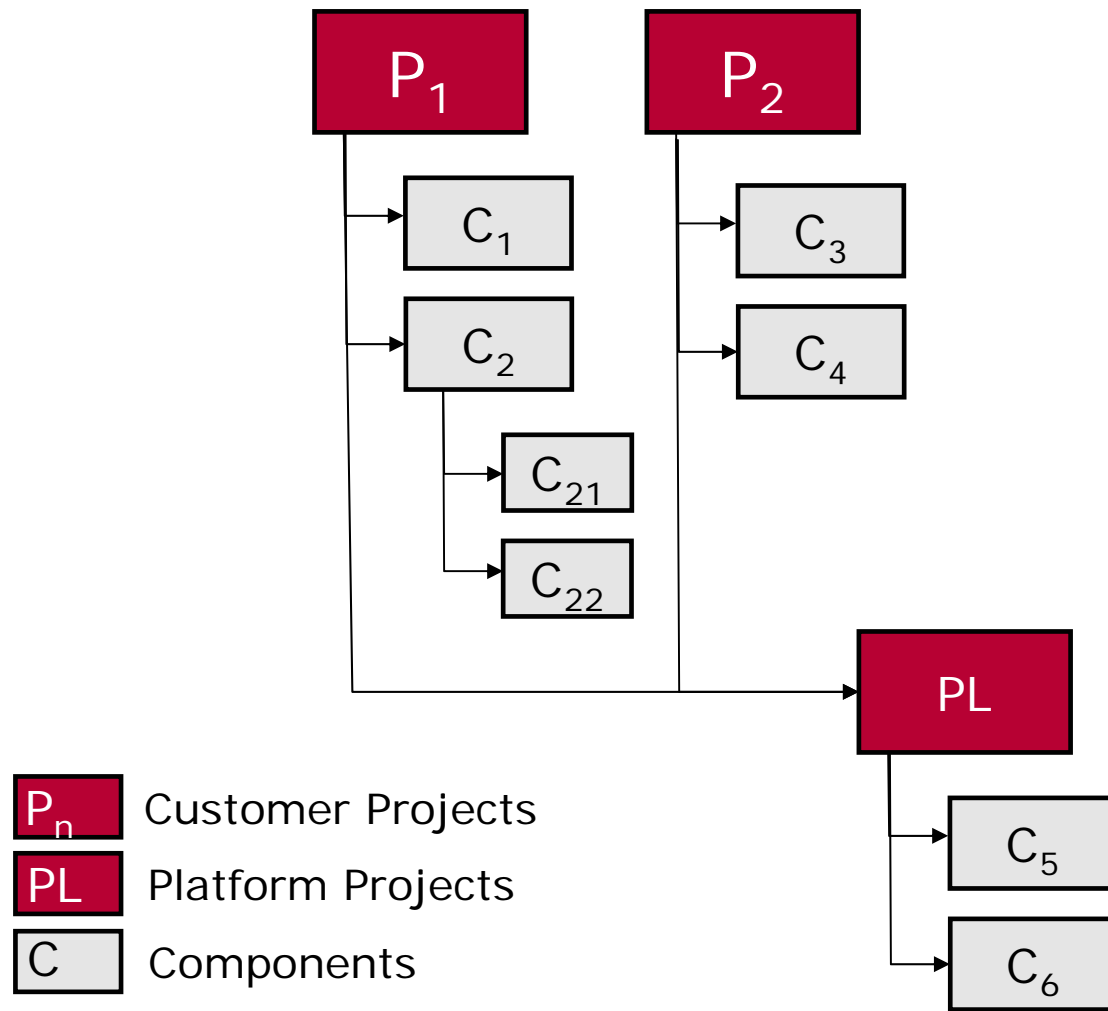 P₁
P₂
C₁
C₃
C₂
C₄
C₂₁
C₂₂
PL
Pₙ Customer Projects
PL Platform Projects
C Components
C₅
C₆